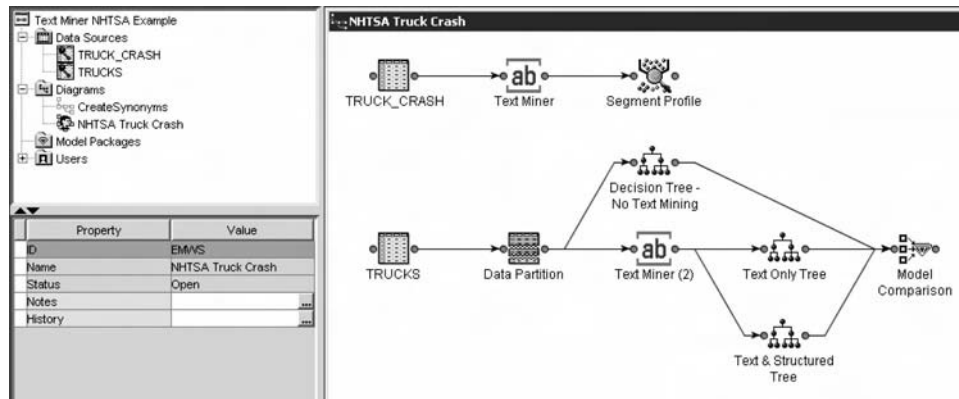 Text Miner NHTSA Example
Data Sources
TRUCK_CRASH
TRUCKS
Diagrams
CreateSynonyms
NHTSA Truck Crash
Model Packages
Users
Property Value
ID EMWS
Name NHTSA Truck Crash
Status Open
Notes ...
History ...
NHTSA Truck Crash
TRUCK_CRASH
ab
Text Miner
Segment Profile
Decision Tree -
No Text Mining
TRUCKS
Data Partition
ab
Text Miner (2)
Text Only Tree
Model
Comparison
Text & Structured
Tree